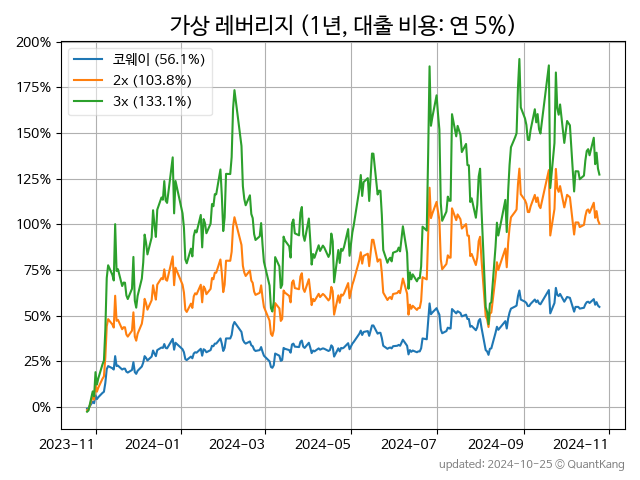 가상 레버리지 (1년, 대출 비용: 연 5%)
코웨이 (56.1%)
2x (103.8%)
3x (133.1%)
200%
175%
150%
125%
100%
75%
50%
25%
0%
2023-11 2024-01 2024-03 2024-05 2024-07 2024-09 2024-11
updated: 2024-10-25 © QuantKang